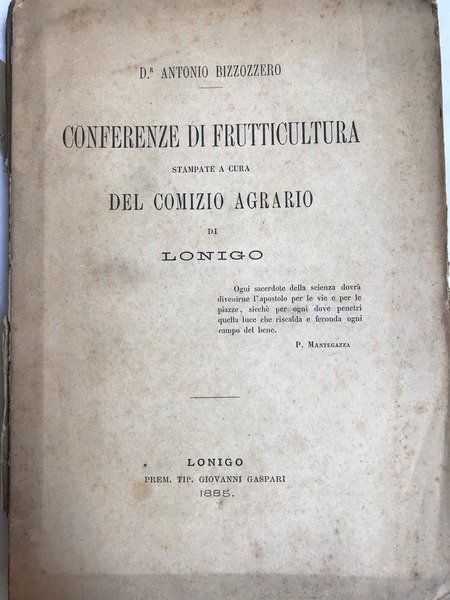 D.R ANTONIO BIZZOZZERO
CONFERENZE DI FRUTTICULTURA
STAMPATE A CURA
DEL COMIZIO AGRARIO
DI
LONIGO
Ogni sacerdote della scienza dovrà
divenirne l'apostolo per le vie e per le
piazze, sicchè per ogni dove penetri
quella luce che riscalda e feconda ogni
campo del bene.
P. MANTEGAZZA
LONIGO
PREM. TIP. GIOVANNI GASPARI
1885.